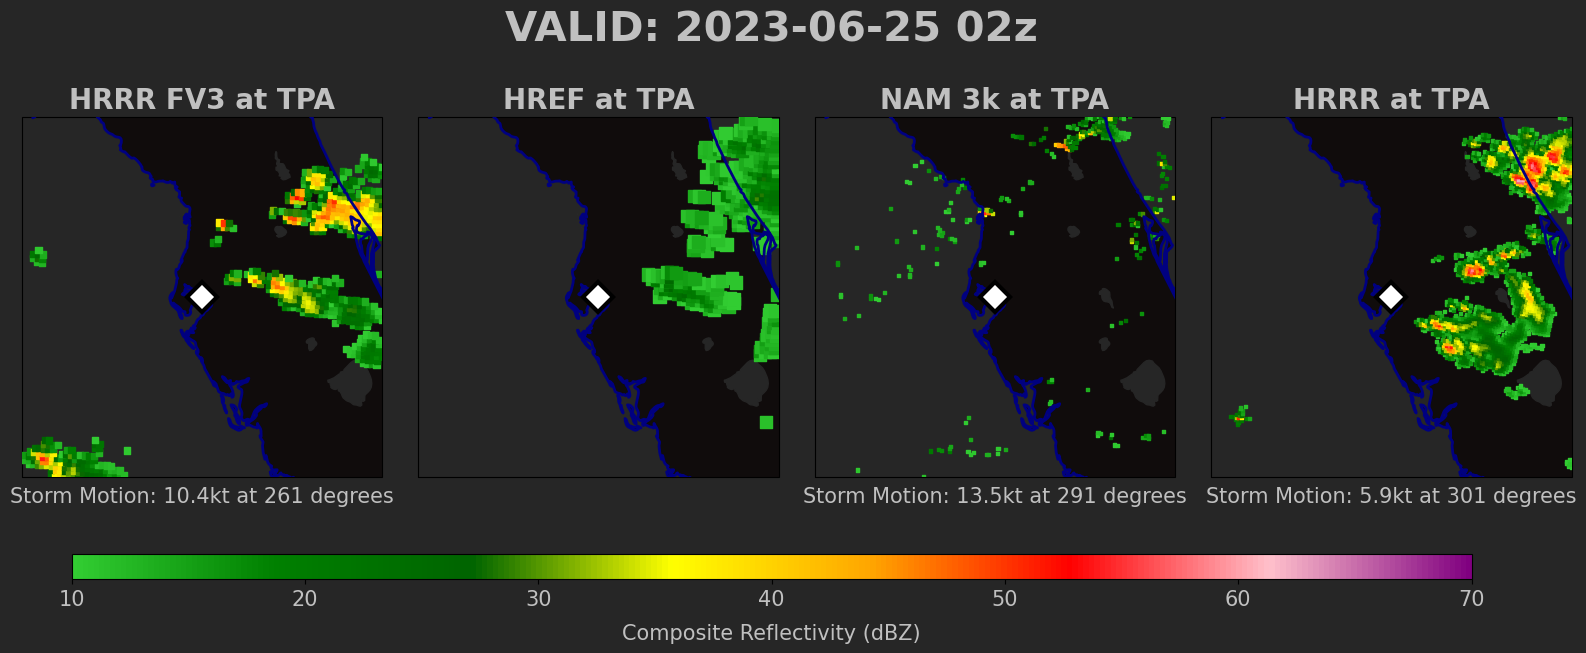 VALID: 2023-06-25 02z
HRRR FV3 at TPA
HREF at TPA
NAM 3k at TPA
HRRR at TPA
Storm Motion: 10.4kt at 261 degrees
Storm Motion: 13.5kt at 291 degrees
Storm Motion: 5.9kt at 301 degrees
10 20 30 40 50 60 70
Composite Reflectivity (dBZ)